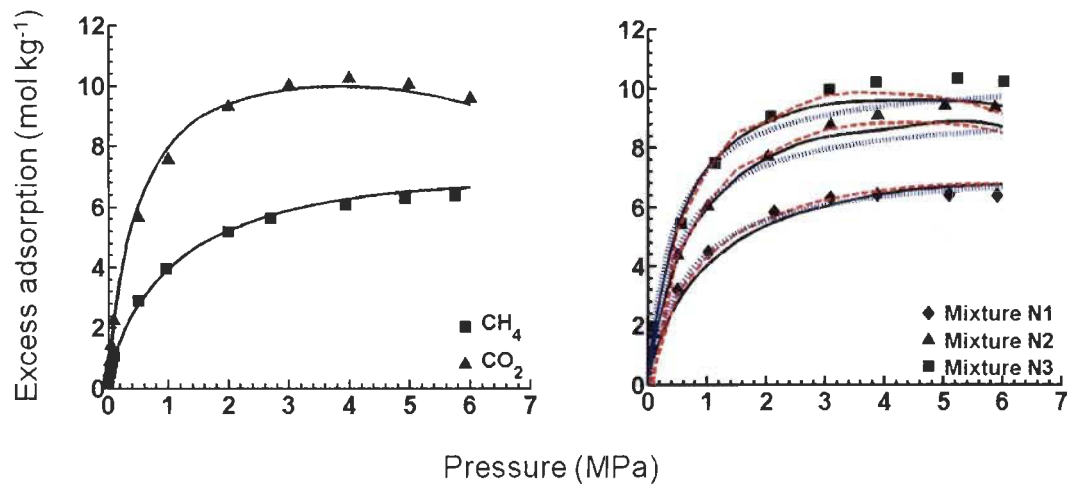 Excess adsorption (mol kg⁻¹)
12
10
8
6
4
2
0
0 1 2 3 4 5 6 7
CH₄
CO₂
12
10
8
6
4
2
0
0 1 2 3 4 5 6 7
Mixture N1
Mixture N2
Mixture N3
Pressure (MPa)